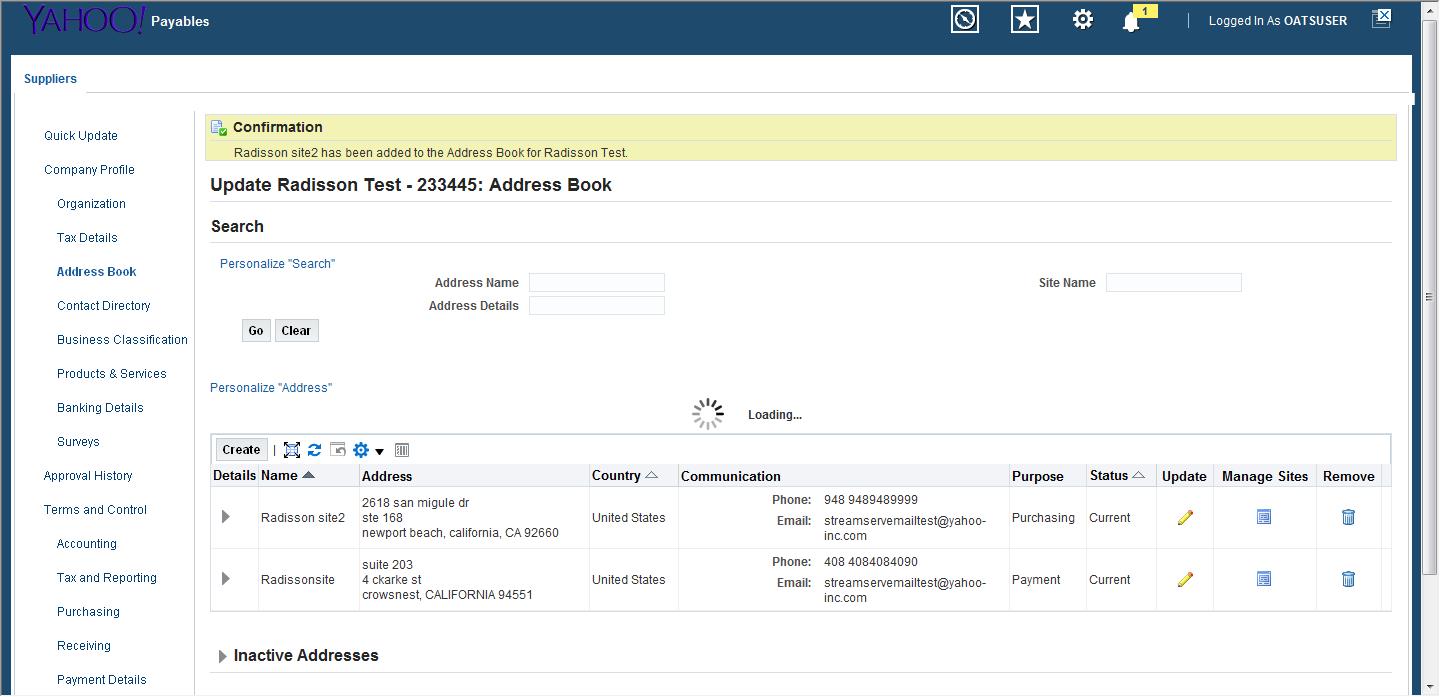 YAHOO! Payables
1
Logged In As OATSUSER
Suppliers
Quick Update
Company Profile
Organization
Tax Details
Address Book
Contact Directory
Business Classification
Products & Services
Banking Details
Surveys
Approval History
Terms and Control
Accounting
Tax and Reporting
Purchasing
Receiving
Payment Details
Confirmation
Radisson site2 has been added to the Address Book for Radisson Test.
Update Radisson Test - 233445: Address Book
Search
Personalize "Search"
Address Name
Site Name
Address Details
Go Clear
Personalize "Address"
Loading...
Create
Details Name Address Country Communication Purpose Status Update Manage Sites Remove
Radisson site2
2618 san migule dr
ste 168
newport beach, california, CA 92660
United States
Phone: 948 9489489999
Email: streamservemailtest@yahoo-
inc.com
Purchasing
Current
Radissonsite
suite 203
4 ckarke st
crowsnest, CALIFORNIA 94551
United States
Phone: 408 4084084090
Email: streamservemailtest@yahoo-
inc.com
Payment
Current
Inactive Addresses